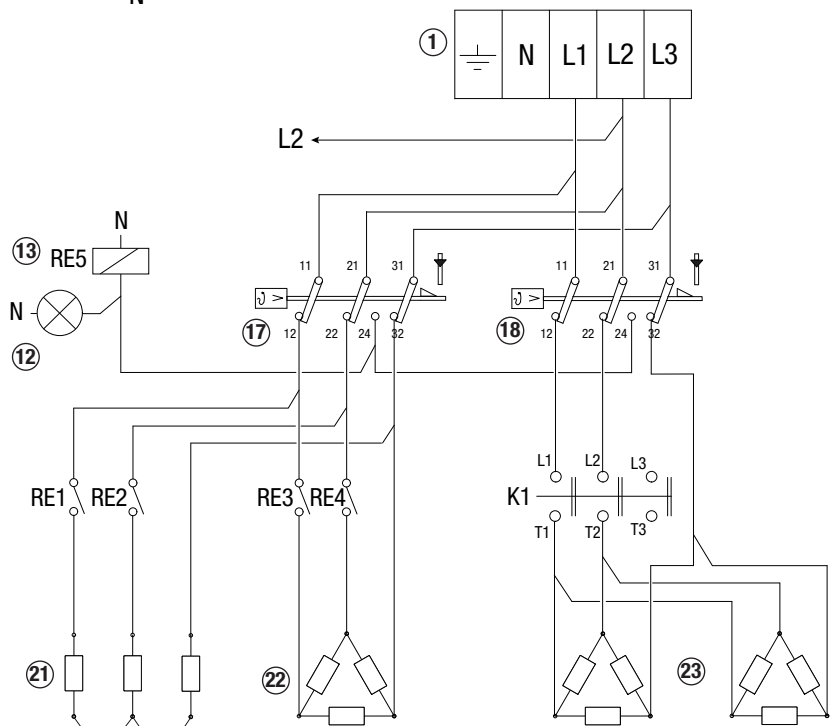 N
1 N L1 L2 L3
L2
N
13 RE5
11 21 31 11 21 31
N
ϑ > ϑ >
17 18
12 22 24 32 12 22 24 32
12
L1 L2 L3
RE1 RE2 RE3 RE4 K1
T1 T2 T3
21 22 23